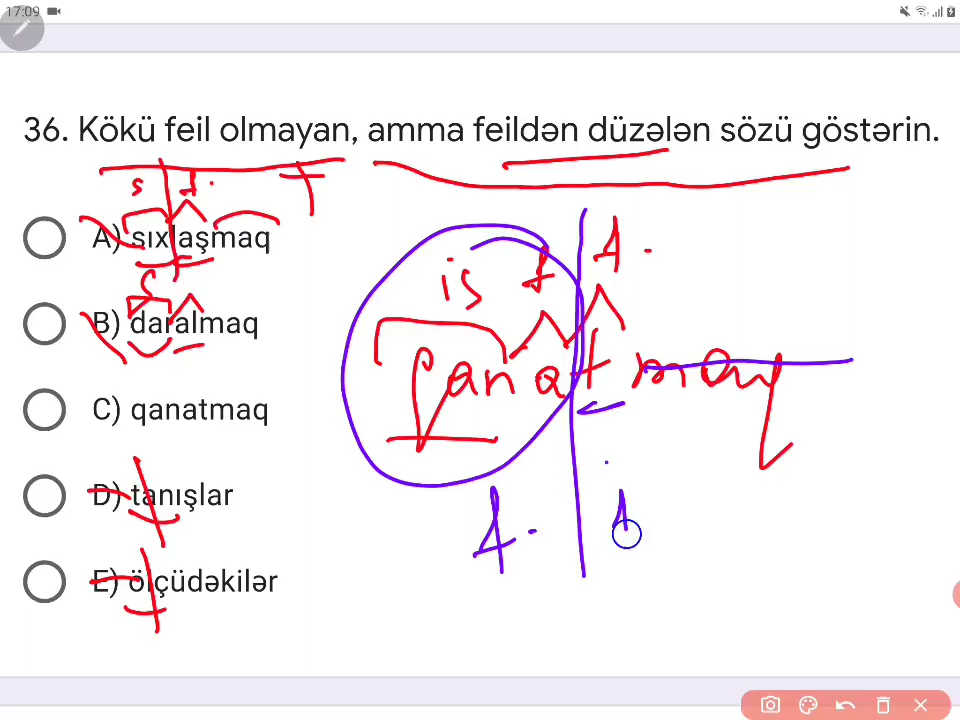 17:09
36. Kökü feil olmayan, amma feildən düzələn sözü göstərin.
s f.
A) sıxlaşmaq
S
B) daralmaq
is f f.
qanatmaq
C) qanatmaq
D) tanışlar
f.
E) ölçüdəkilər